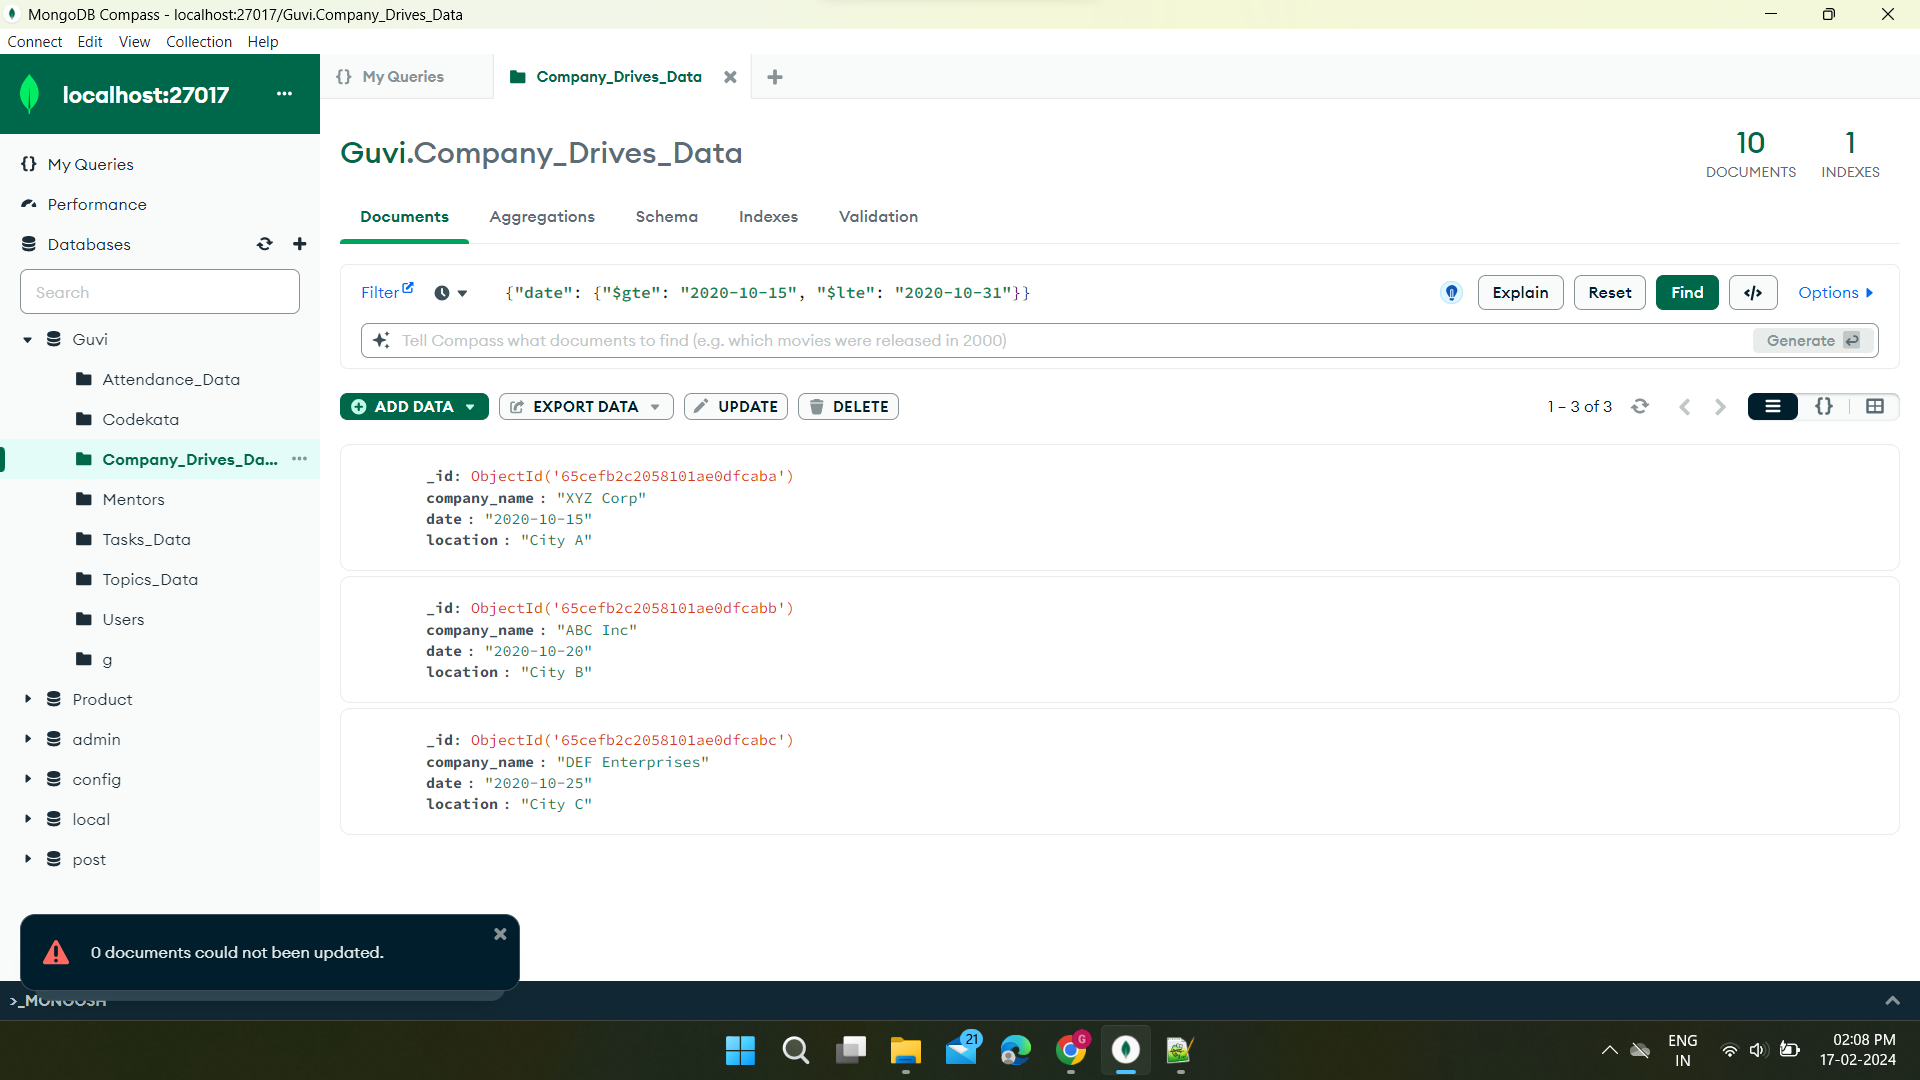 MongoDB Compass - localhost:27017/Guvi.Company_Drives_Data
Connect Edit View Collection Help
localhost:27017 ···
{} My Queries
Company_Drives_Data
My Queries
Performance
Databases
Search
Guvi
Attendance_Data
Codekata
Company_Drives_Da... ···
Mentors
Tasks_Data
Topics_Data
Users
g
Product
admin
config
local
post
Guvi.Company_Drives_Data
10
DOCUMENTS
1
INDEXES
Documents Aggregations Schema Indexes Validation
Filter {"date": {"$gte": "2020-10-15", "$lte": "2020-10-31"}} Explain Reset Find </> Options
Tell Compass what documents to find (e.g. which movies were released in 2000) Generate
ADD DATA EXPORT DATA UPDATE DELETE 1 – 3 of 3 {}
_id: ObjectId('65cefb2c2058101ae0dfcaba')
company_name : "XYZ Corp"
date : "2020-10-15"
location : "City A"
_id: ObjectId('65cefb2c2058101ae0dfcabb')
company_name : "ABC Inc"
date : "2020-10-20"
location : "City B"
_id: ObjectId('65cefb2c2058101ae0dfcabc')
company_name : "DEF Enterprises"
date : "2020-10-25"
location : "City C"
0 documents could not been updated.
>_MONGOSH
21
G
ENG
IN
02:08 PM
17-02-2024